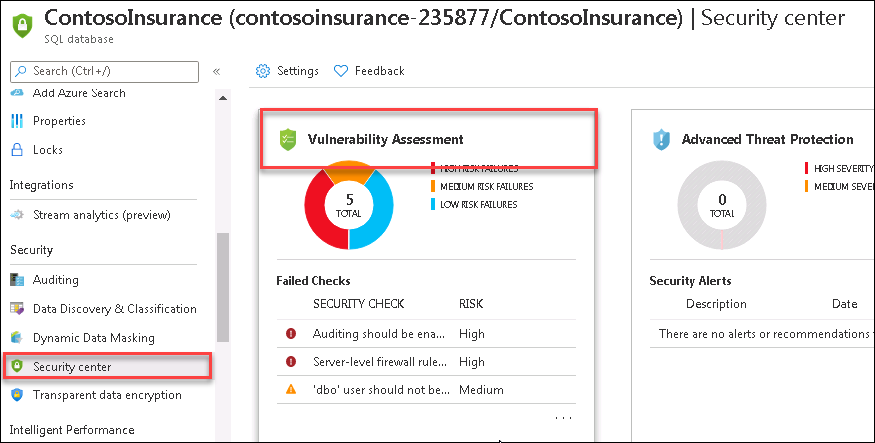 ContosoInsurance (contosoinsurance-235877/ContosoInsurance) | Security center
SQL database
Search (Ctrl+/)
«
Add Azure Search
Properties
Locks
Integrations
Stream analytics (preview)
Security
Auditing
Data Discovery & Classification
Dynamic Data Masking
Security center
Transparent data encryption
Intelligent Performance
Settings
Feedback
Vulnerability Assessment
5
TOTAL
HIGH RISK FAILURES
MEDIUM RISK FAILURES
LOW RISK FAILURES
Failed Checks
SECURITY CHECK RISK
Auditing should be ena... High
Server-level firewall rule... High
'dbo' user should not be... Medium
...
Advanced Threat Protection
0
TOTAL
HIGH SEVERITY
MEDIUM SEVE
Security Alerts
Description Date
There are no alerts or recommendations